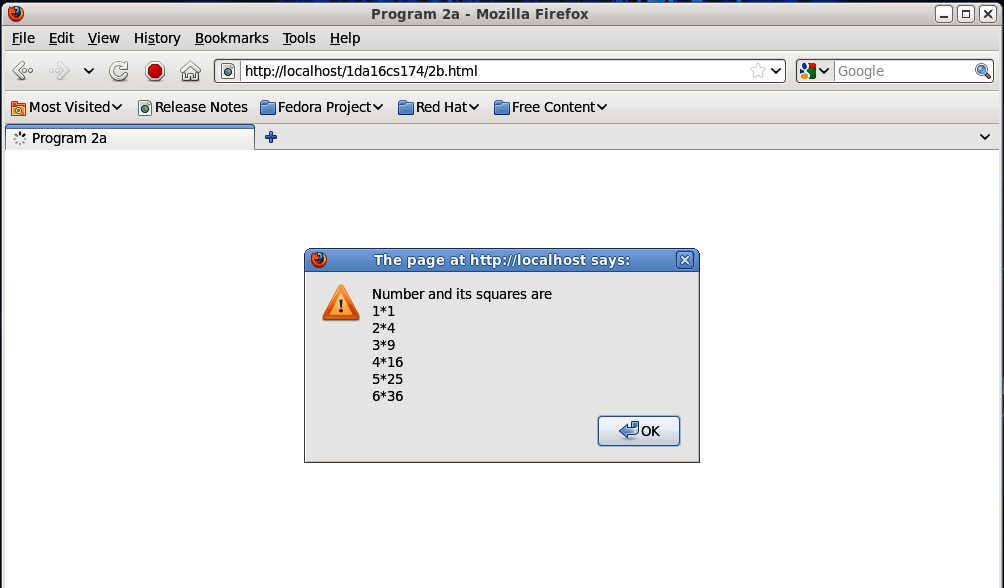 Program 2a - Mozilla Firefox
File Edit View History Bookmarks Tools Help
http://localhost/1da16cs174/2b.html Google
Most Visited Release Notes Fedora Project Red Hat Free Content
Program 2a
The page at http://localhost says:
Number and its squares are
1*1
2*4
3*9
4*16
5*25
6*36
OK